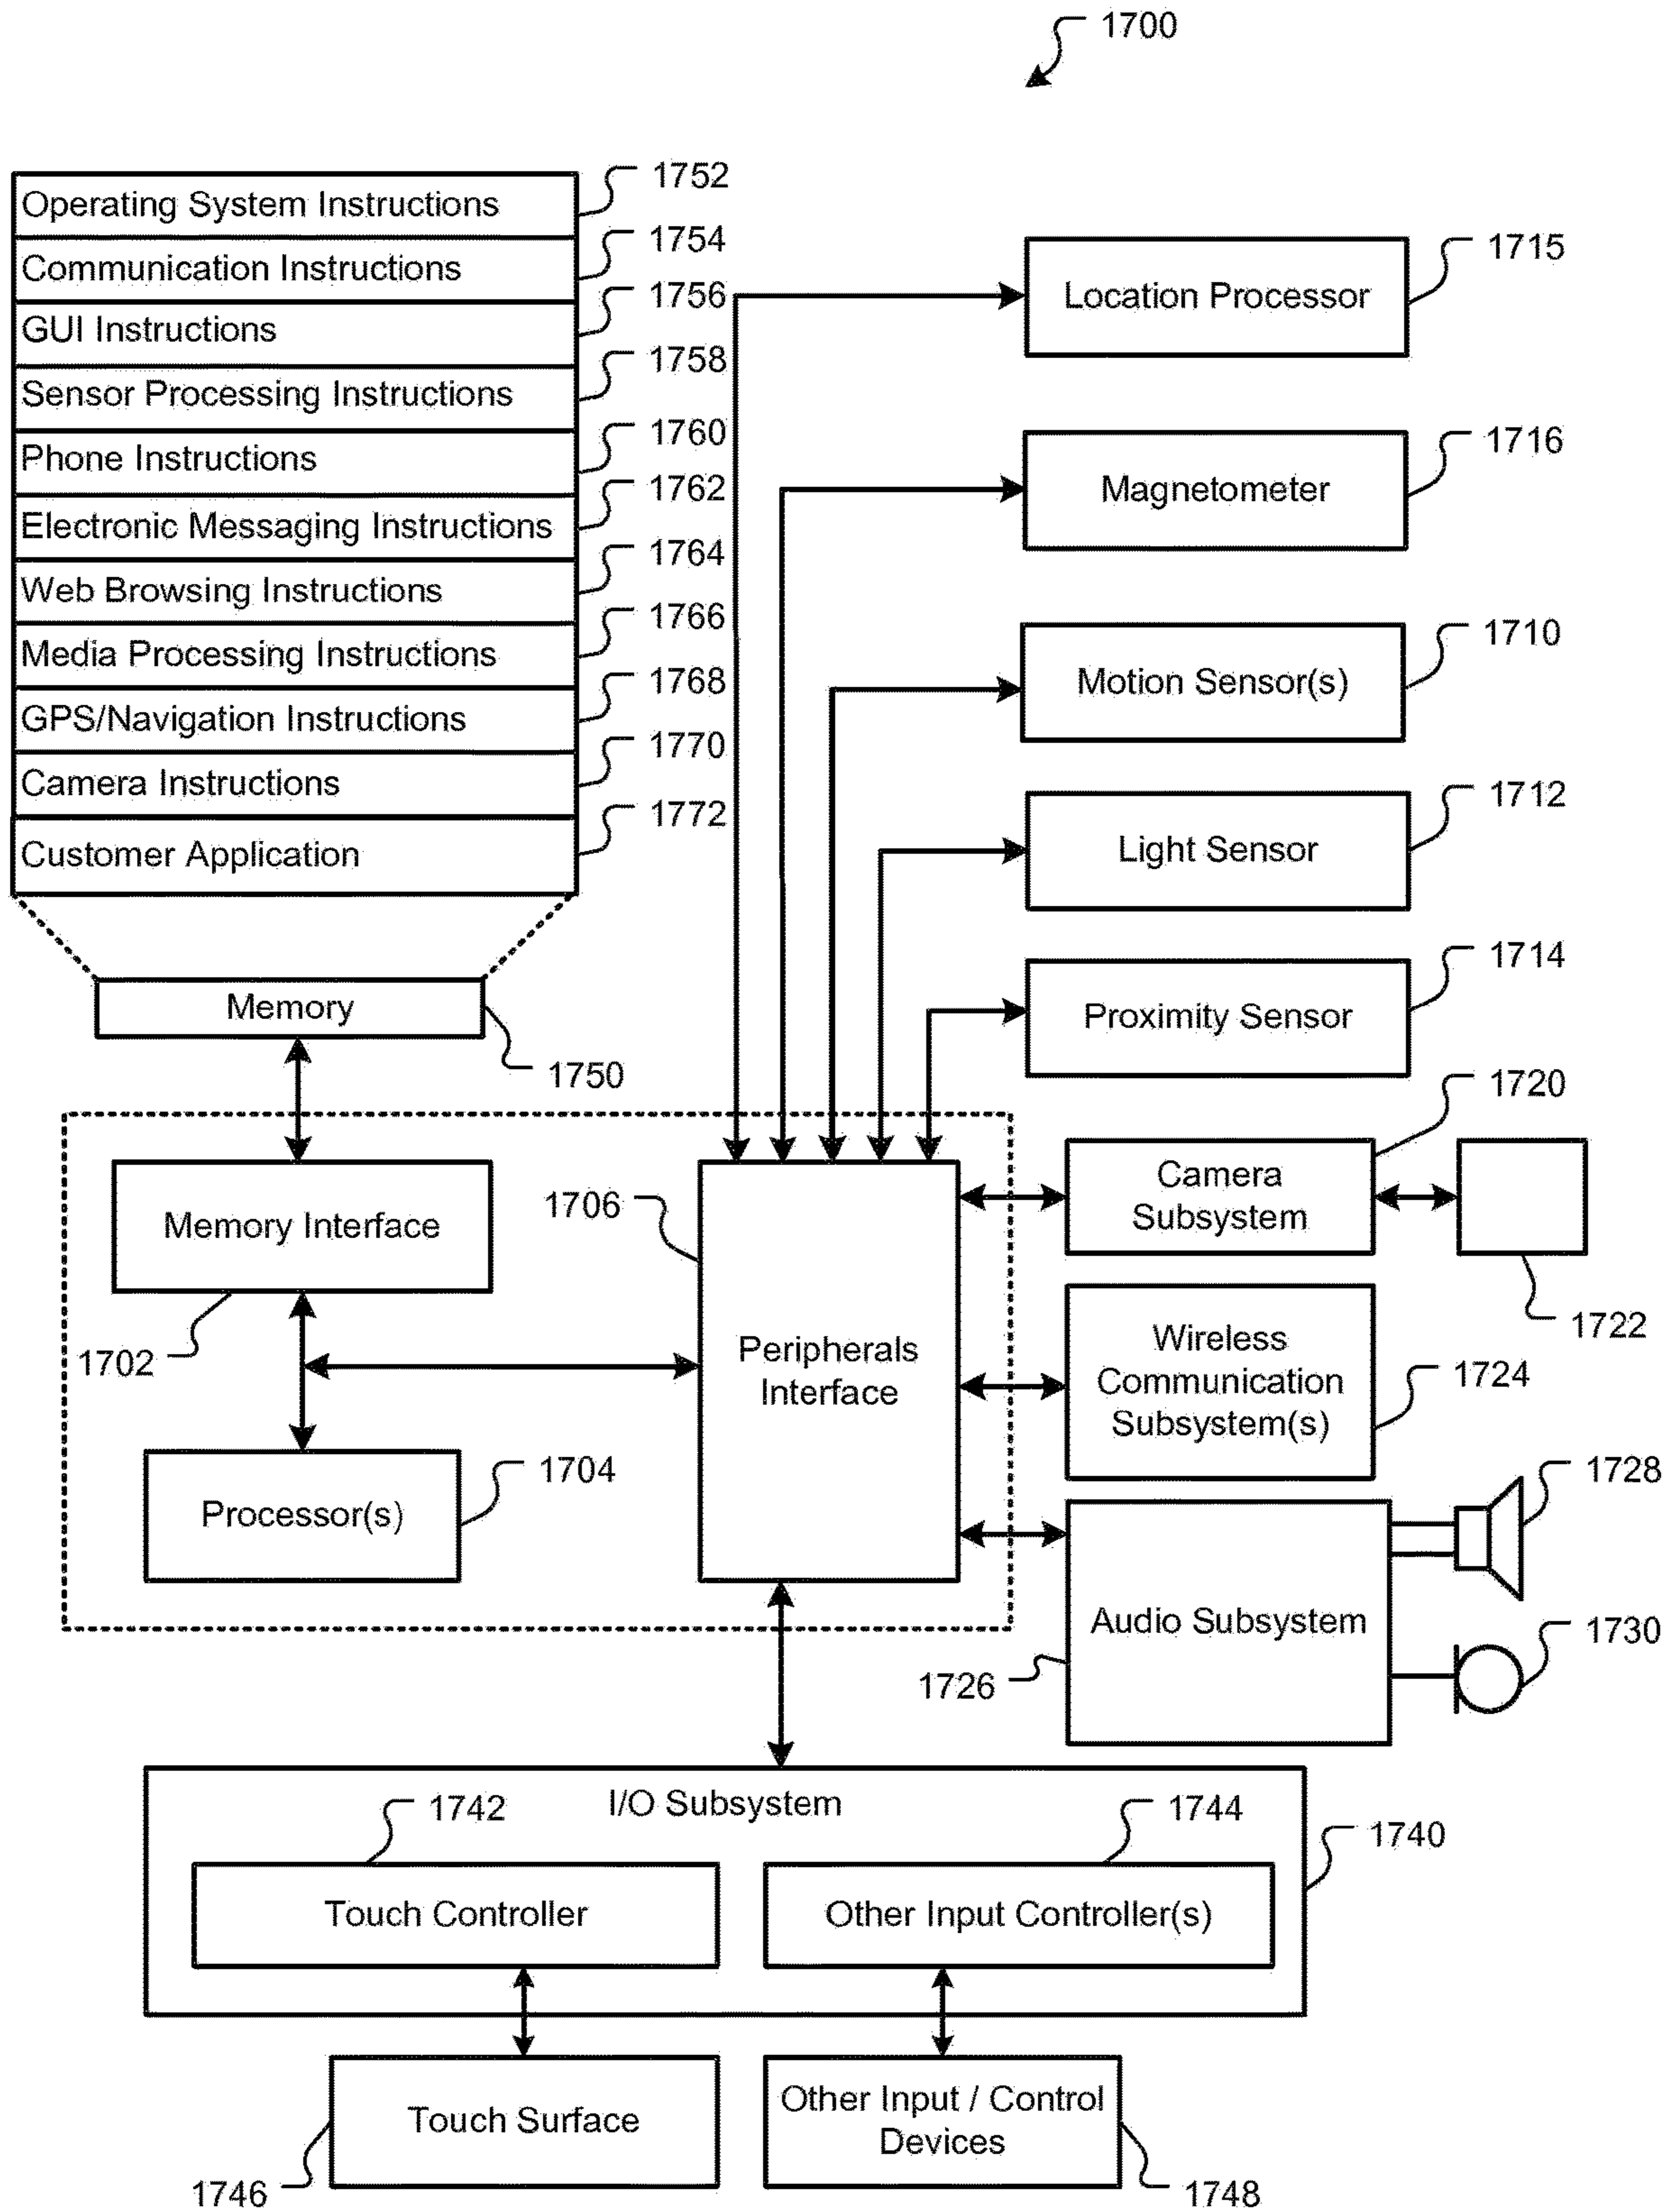 1700
Operating System Instructions
1752
Communication Instructions
1754
GUI Instructions
1756
Sensor Processing Instructions
1758
Phone Instructions
1760
Electronic Messaging Instructions
1762
Web Browsing Instructions
1764
Media Processing Instructions
1766
GPS/Navigation Instructions
1768
Camera Instructions
1770
Customer Application
1772
Memory
1750
Location Processor
1715
Magnetometer
1716
Motion Sensor(s)
1710
Light Sensor
1712
Proximity Sensor
1714
Memory Interface
1702
Processor(s)
1704
1706
Peripherals
Interface
1720
Camera
Subsystem
1722
Wireless
Communication
Subsystem(s)
1724
Audio Subsystem
1726
1728
1730
I/O Subsystem
1740
1742
Touch Controller
1744
Other Input Controller(s)
Touch Surface
1746
Other Input / Control
Devices
1748